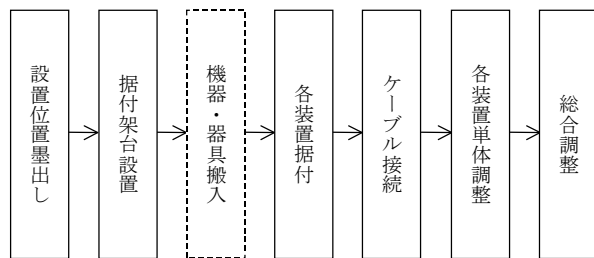 設置位置墨出し
据付架台設置
機器・器具搬入
各装置据付
ケーブル接続
各装置単体調整
総合調整